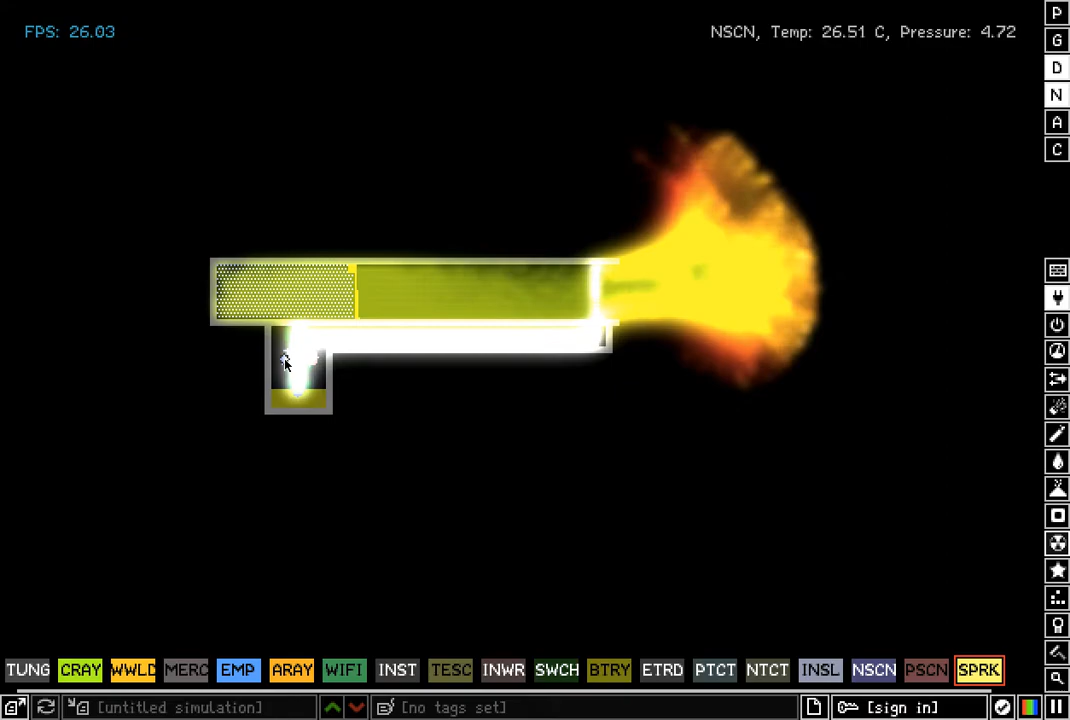 FPS: 26.03
NSCN, Temp: 26.51 C, Pressure: 4.72
P
G
D
N
A
C
TUNG CRAY WWLD MERC EMP ARAY WIFI INST TESC INWR SWCH BTRY ETRD PTCT NTCT INSL NSCN PSCN SPRK
[untitled simulation] [no tags set] [sign in]